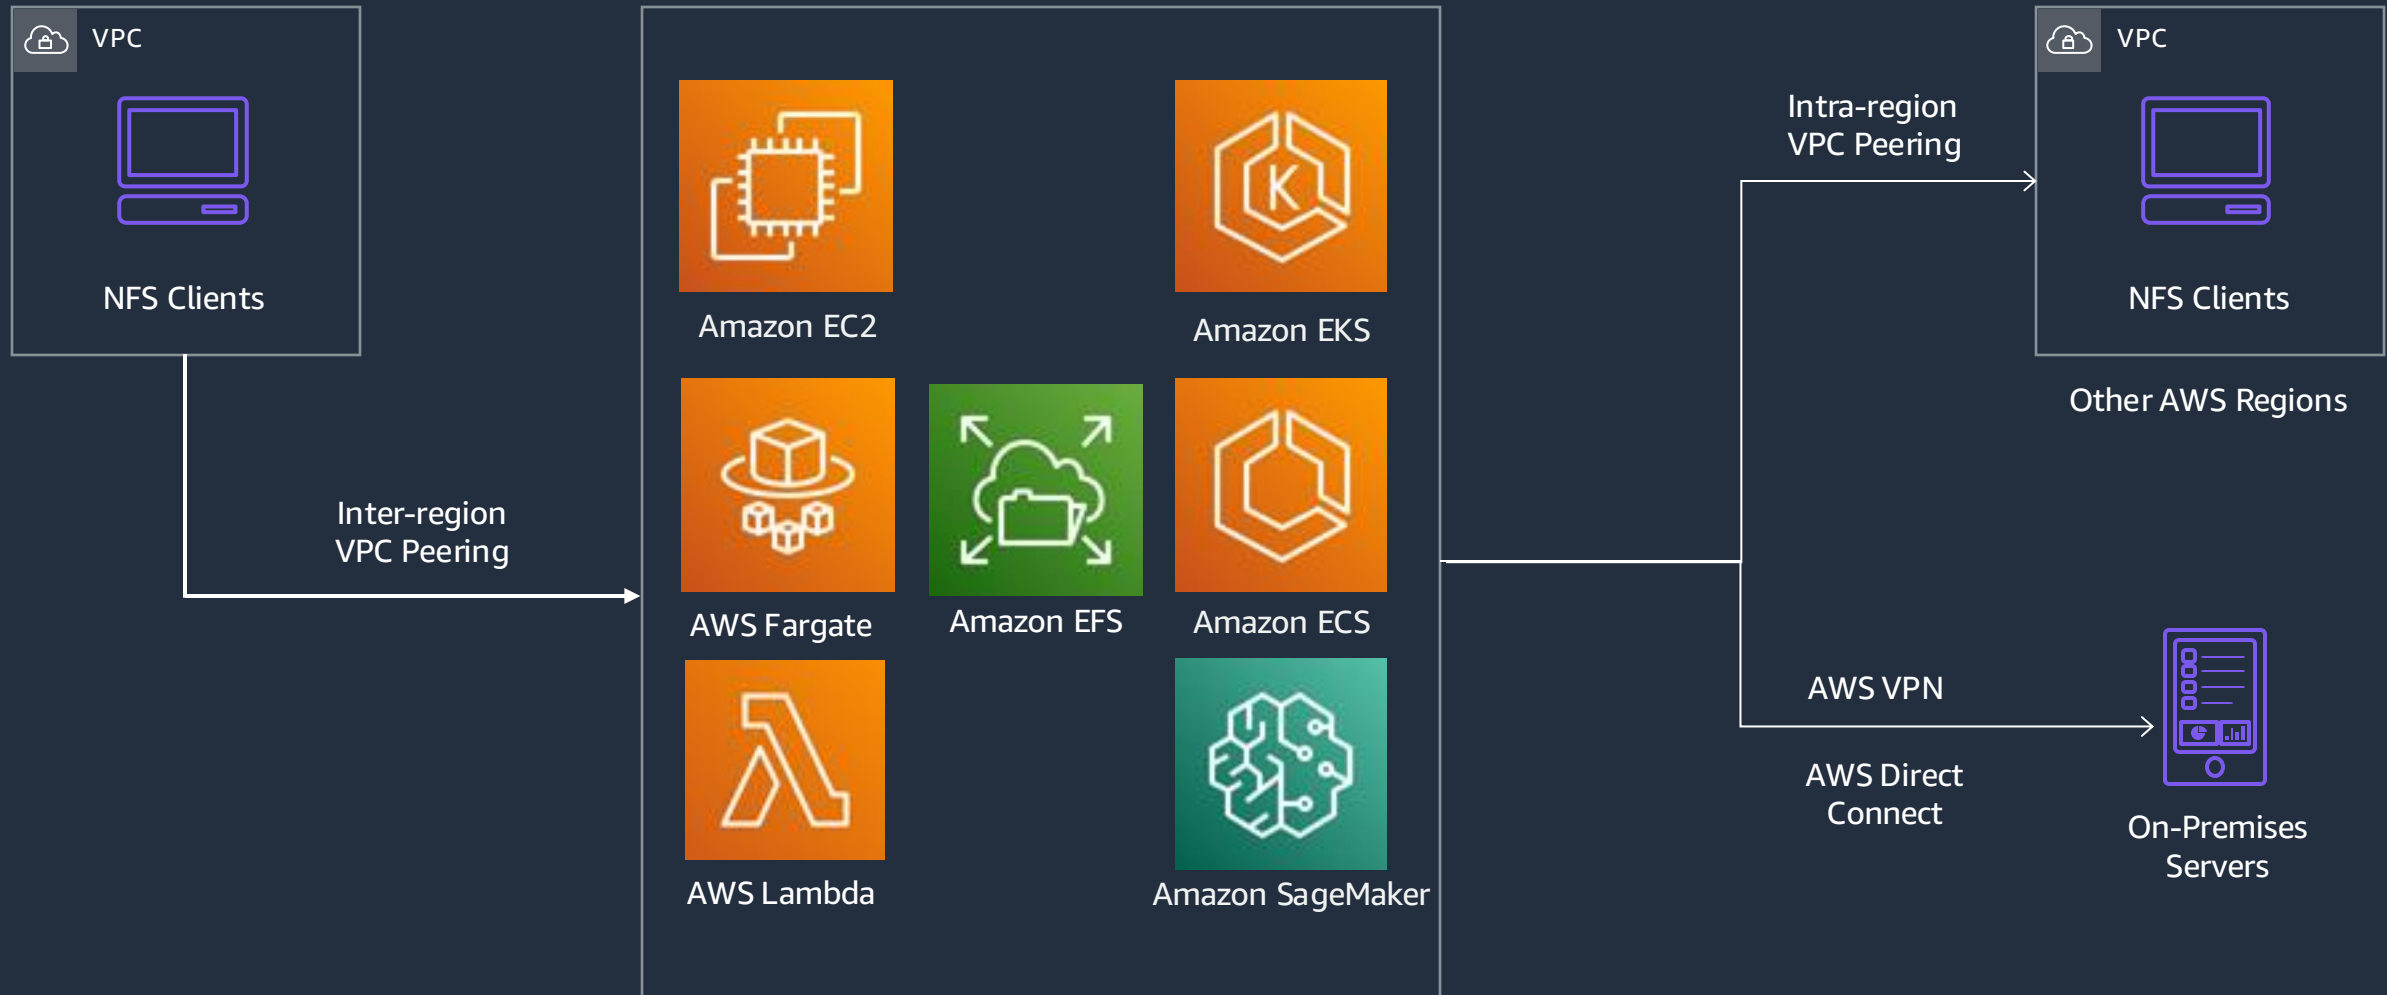 VPC
NFS Clients
Inter-region
VPC Peering
Amazon EC2
Amazon EKS
AWS Fargate
Amazon EFS
Amazon ECS
AWS Lambda
Amazon SageMaker
Intra-region
VPC Peering
VPC
NFS Clients
Other AWS Regions
AWS VPN
AWS Direct
Connect
On-Premises
Servers